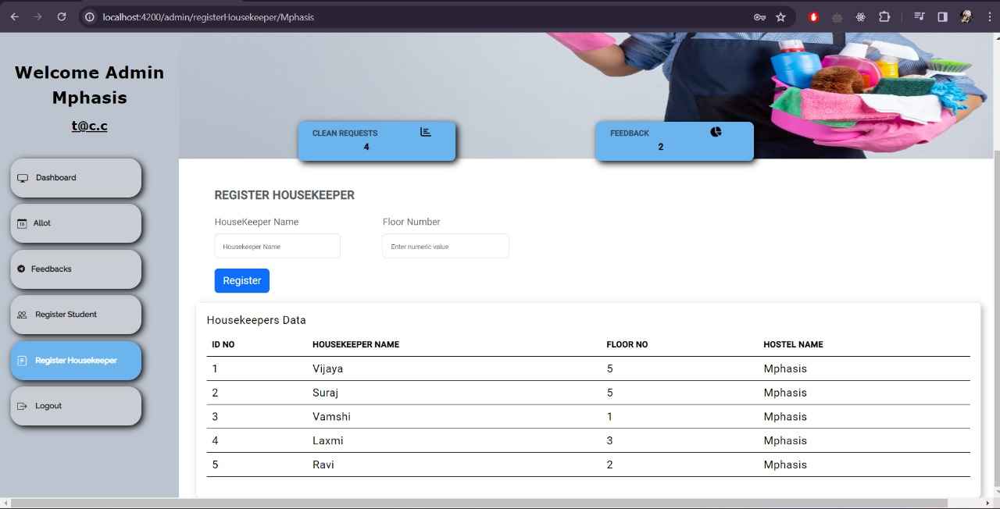 localhost:4200/admin/registerHousekeeper/Mphasis
Welcome Admin
Mphasis
t@c.c
Dashboard
19
Allot
Feedbacks
Register Student
Register Housekeeper
Logout
CLEAN REQUESTS
4
FEEDBACK
2
REGISTER HOUSEKEEPER
HouseKeeper Name Floor Number
Housekeeper Name Enter numeric value
Register
Housekeepers Data
ID NO HOUSEKEEPER NAME FLOOR NO HOSTEL NAME
1 Vijaya 5 Mphasis
2 Suraj 5 Mphasis
3 Vamshi 1 Mphasis
4 Laxmi 3 Mphasis
5 Ravi 2 Mphasis